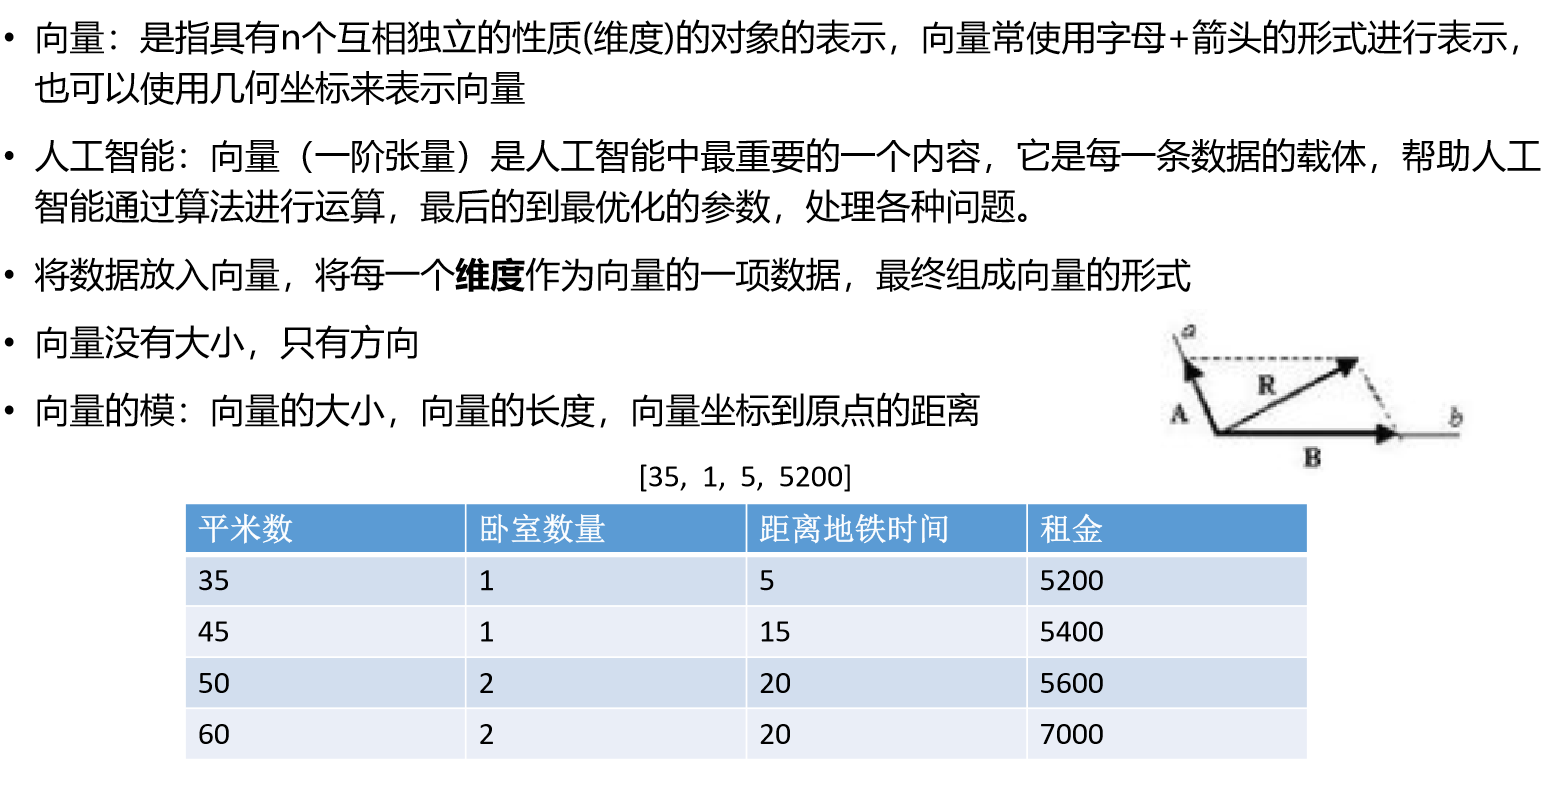 • 向量：是指具有n个互相独立的性质(维度)的对象的表示，向量常使用字母+箭头的形式进行表示，
也可以使用几何坐标来表示向量
• 人工智能：向量（一阶张量）是人工智能中最重要的一个内容，它是每一条数据的载体，帮助人工
智能通过算法进行运算，最后的到最优化的参数，处理各种问题。
• 将数据放入向量，将每一个维度作为向量的一项数据，最终组成向量的形式
• 向量没有大小，只有方向
• 向量的模：向量的大小，向量的长度，向量坐标到原点的距离
a
R
A
b
B
[35, 1, 5, 5200]
平米数 卧室数量 距离地铁时间 租金
35 1 5 5200
45 1 15 5400
50 2 20 5600
60 2 20 7000